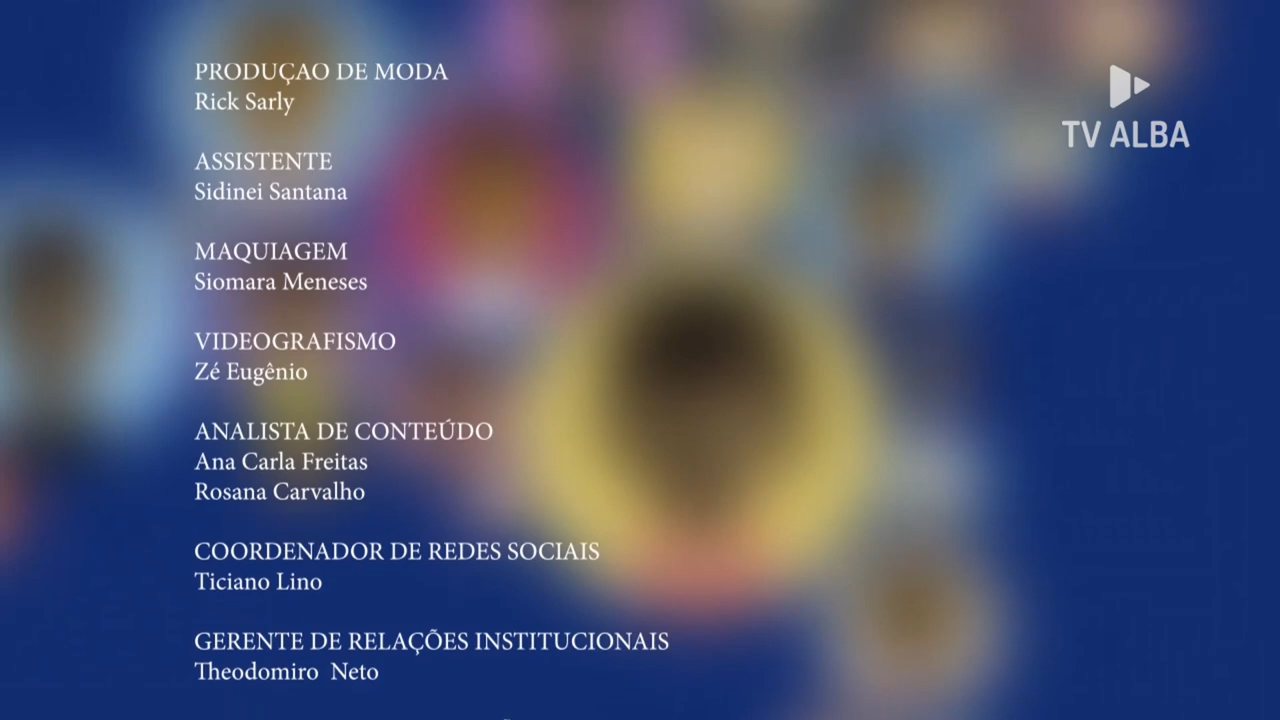 PRODUÇAO DE MODA
Rick Sarly
ASSISTENTE
Sidinei Santana
MAQUIAGEM
Siomara Meneses
VIDEOGRAFISMO
Zé Eugênio
ANALISTA DE CONTEÚDO
Ana Carla Freitas
Rosana Carvalho
COORDENADOR DE REDES SOCIAIS
Ticiano Lino
GERENTE DE RELAÇÕES INSTITUCIONAIS
Theodomiro  Neto
TV ALBA